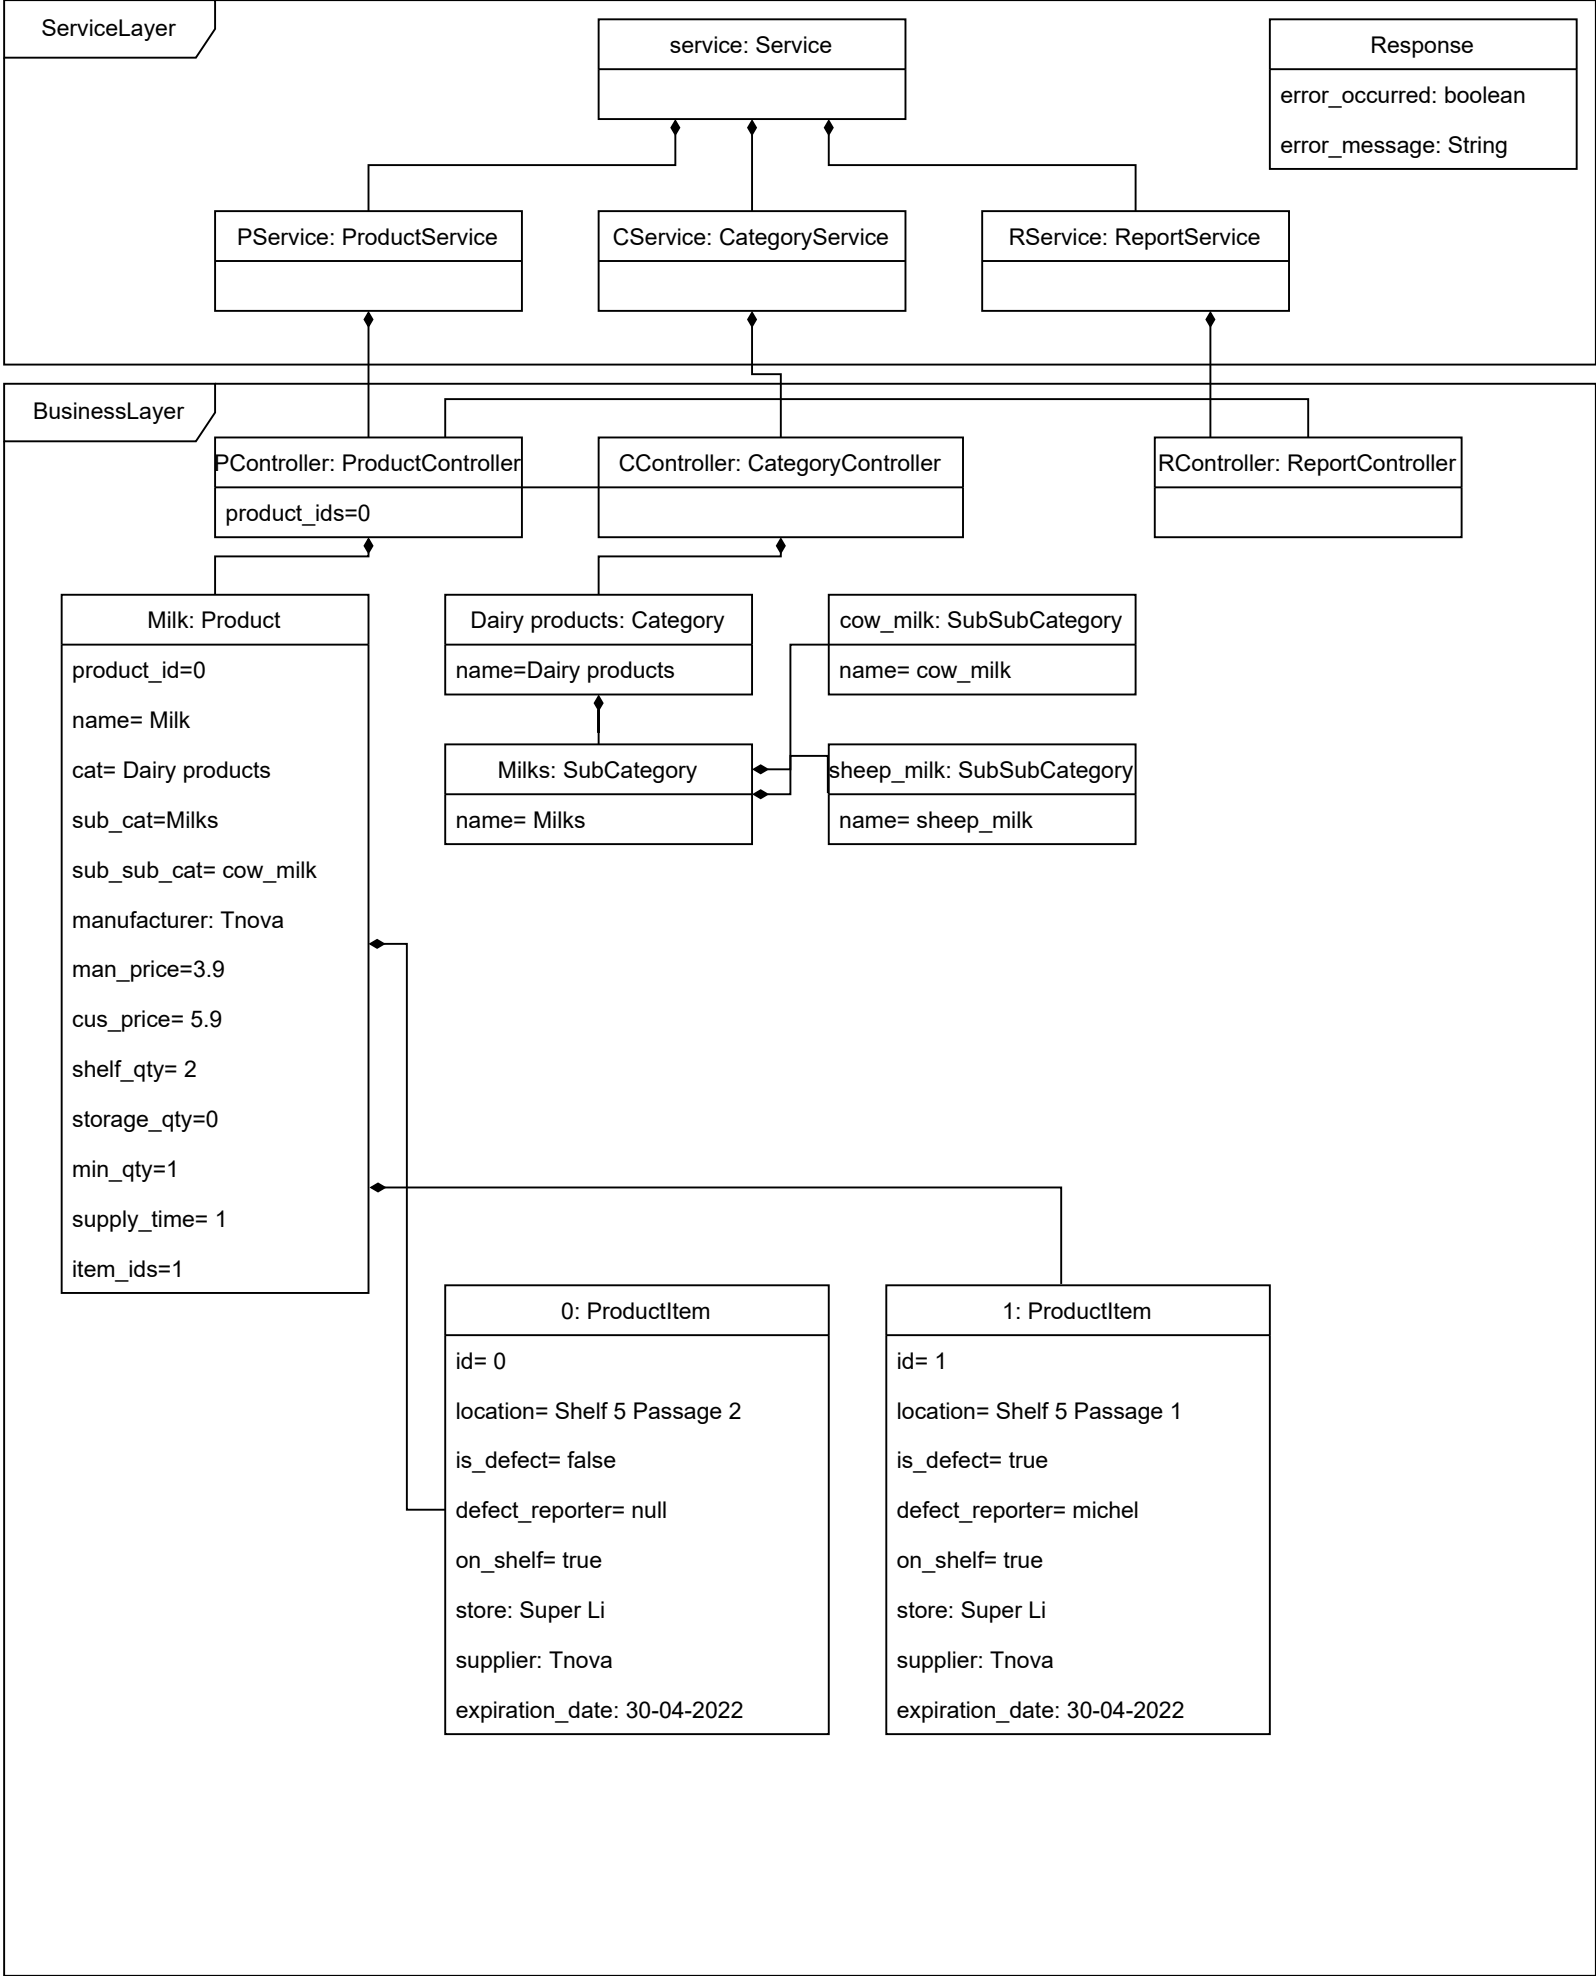 ServiceLayer
service: Service
Response
error_occurred: boolean
error_message: String
PService: ProductService
CService: CategoryService
RService: ReportService
BusinessLayer
PController: ProductController
product_ids=0
CController: CategoryController
RController: ReportController
Milk: Product
product_id=0
name= Milk
cat= Dairy products
sub_cat=Milks
sub_sub_cat= cow_milk
manufacturer: Tnova
man_price=3.9
cus_price= 5.9
shelf_qty= 2
storage_qty=0
min_qty=1
supply_time= 1
item_ids=1
Dairy products: Category
name=Dairy products
cow_milk: SubSubCategory
name= cow_milk
Milks: SubCategory
name= Milks
sheep_milk: SubSubCategory
name= sheep_milk
0: ProductItem
id= 0
location= Shelf 5 Passage 2
is_defect= false
defect_reporter= null
on_shelf= true
store: Super Li
supplier: Tnova
expiration_date: 30-04-2022
1: ProductItem
id= 1
location= Shelf 5 Passage 1
is_defect= true
defect_reporter= michel
on_shelf= true
store: Super Li
supplier: Tnova
expiration_date: 30-04-2022